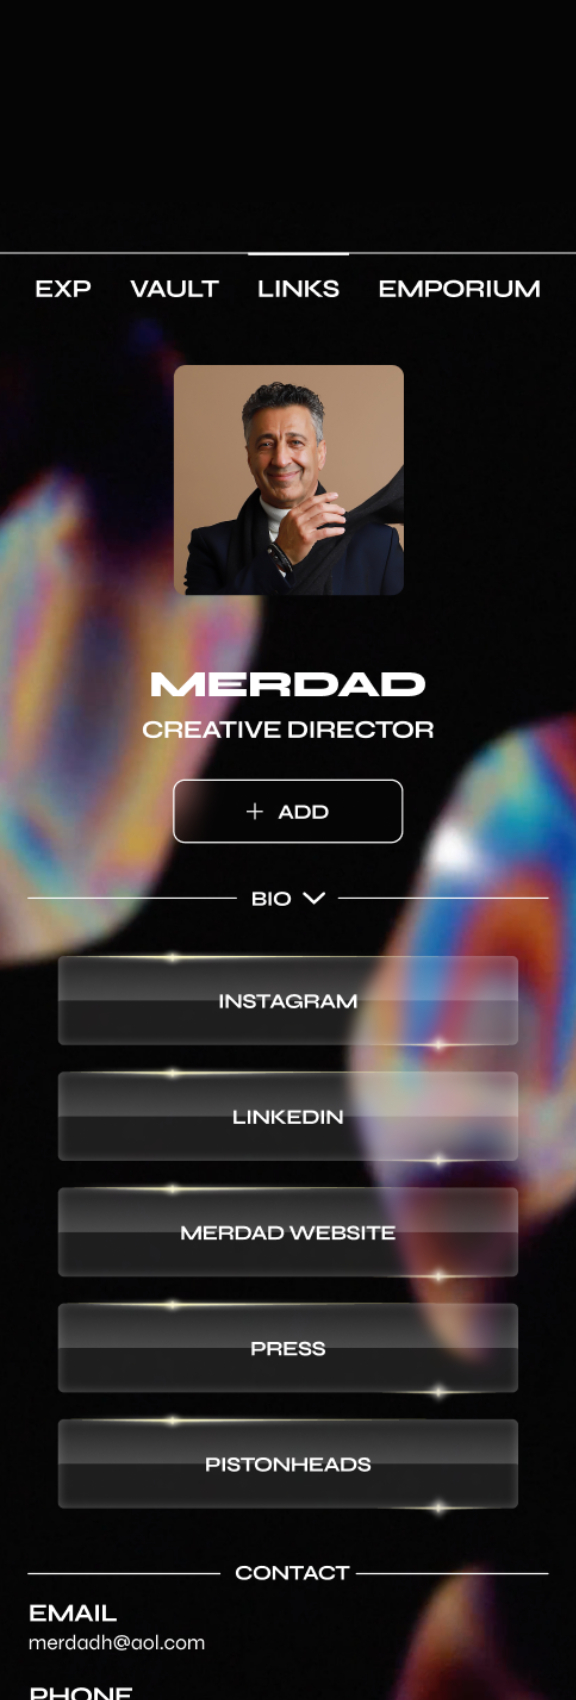 EXP VAULT LINKS EMPORIUM
MERDAD
CREATIVE DIRECTOR
+ ADD
BIO
INSTAGRAM
LINKEDIN
MERDAD WEBSITE
PRESS
PISTONHEADS
CONTACT
EMAIL
merdadh@aol.com
PHONE